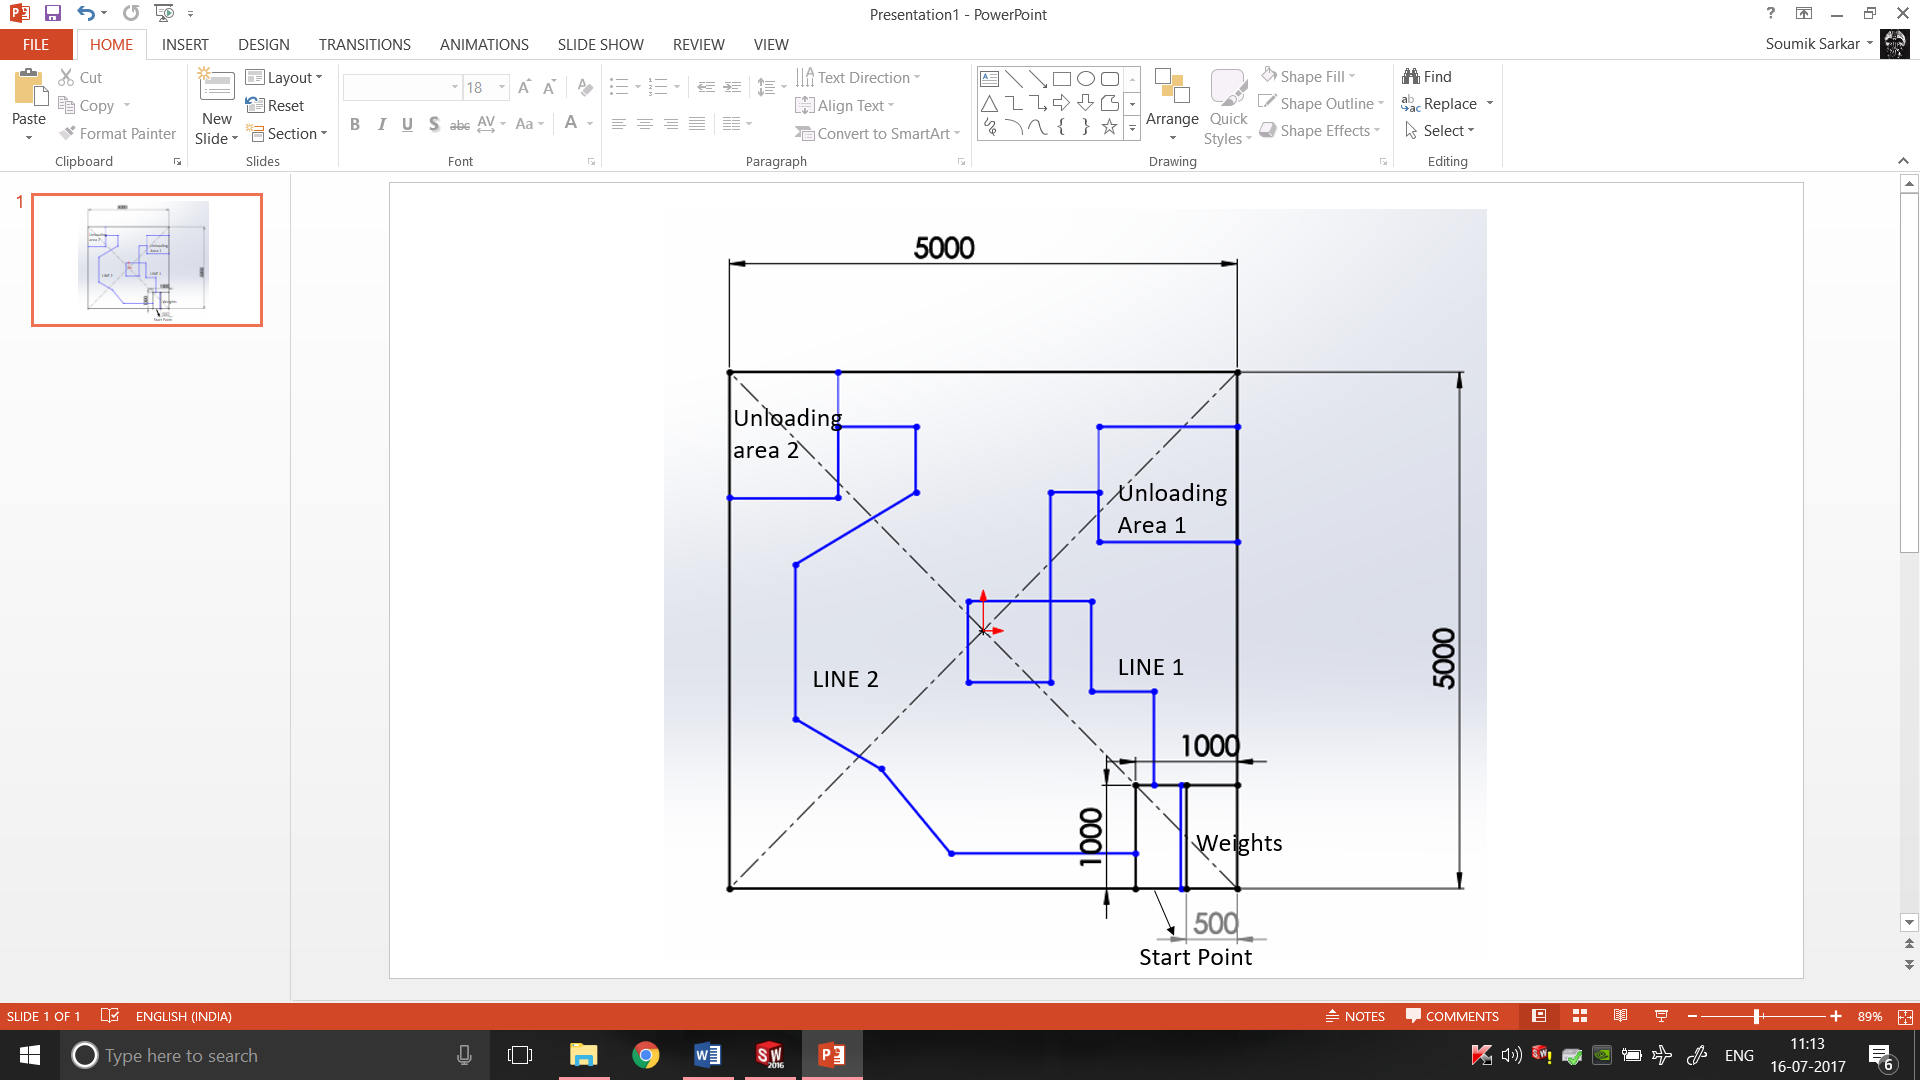 Presentation1 - PowerPoint
FILE
HOME
INSERT
DESIGN
TRANSITIONS
ANIMATIONS
SLIDE SHOW
REVIEW
VIEW
Soumik Sarkar
Paste
Cut
Copy
Format Painter
Clipboard
New
Slide
Layout
Reset
Section
Slides
18
B I U S abc AV Aa A
Font
Text Direction
Align Text
Convert to SmartArt
Paragraph
Arrange
Quick
Styles
Shape Fill
Shape Outline
Shape Effects
Drawing
Find
Replace
Select
Editing
1
5000
Unloading
area 2
Unloading
Area 1
LINE 2
LINE 1
5000
1000
1000
Weights
500
Start Point
SLIDE 1 OF 1
ENGLISH (INDIA)
NOTES
COMMENTS
89%
Type here to search
ENG
11:13
16-07-2017
6